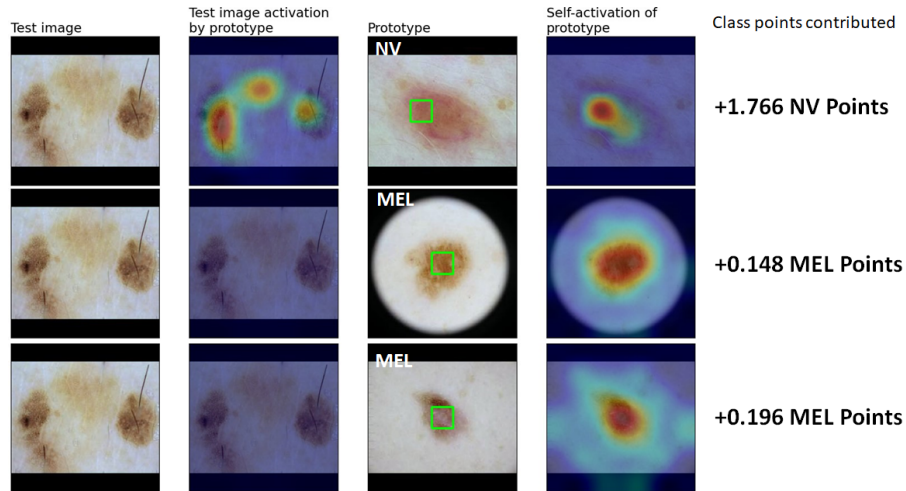 Test image
Test image activation
by prototype
Prototype
Self-activation of
prototype
Class points contributed
NV
+1.766 NV Points
MEL
+0.148 MEL Points
MEL
+0.196 MEL Points